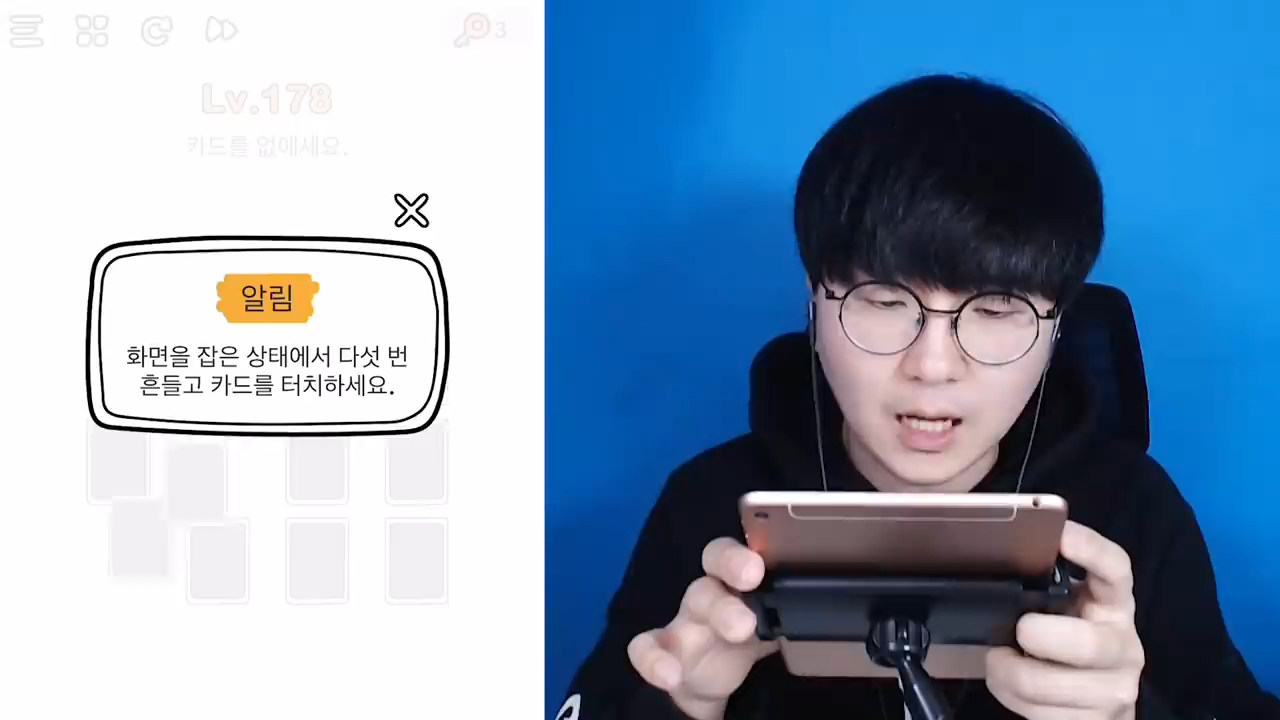 3
Lv.178
카드를 없애세요.
알림
화면을 잡은 상태에서 다섯 번
흔들고 카드를 터치하세요.